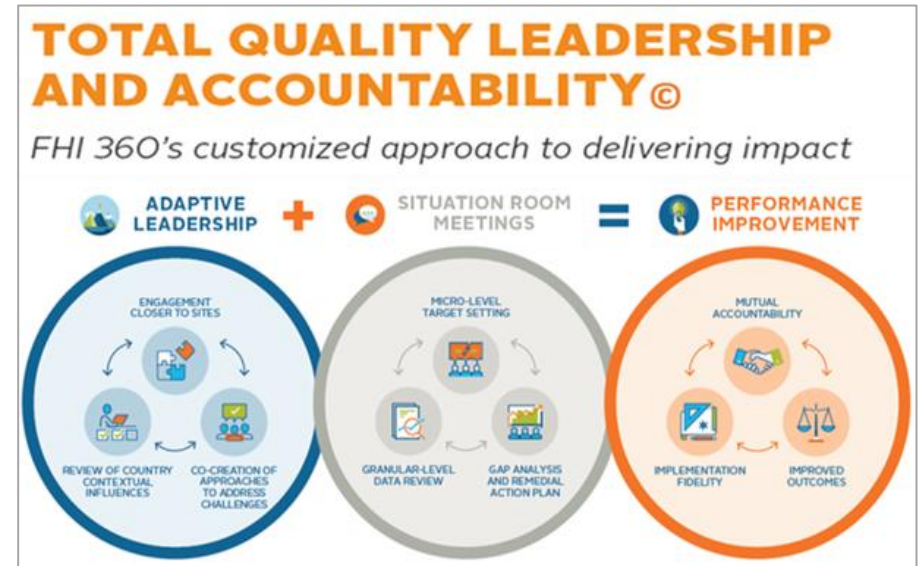 TOTAL QUALITY LEADERSHIP
AND ACCOUNTABILITY©
FHI 360's customized approach to delivering impact
ADAPTIVE
LEADERSHIP
+
SITUATION ROOM
MEETINGS
=
PERFORMANCE
IMPROVEMENT
ENGAGEMENT
CLOSER TO SITES
REVIEW OF COUNTRY
CONTEXTUAL
INFLUENCES
CO-CREATION OF
APPROACHES
TO ADDRESS
CHALLENGES
MICRO-LEVEL
TARGET SETTING
GRANULAR-LEVEL
DATA REVIEW
GAP ANALYSIS
AND REMEDIAL
ACTION PLAN
MUTUAL
ACCOUNTABILITY
IMPLEMENTATION
FIDELITY
IMPROVED
OUTCOMES